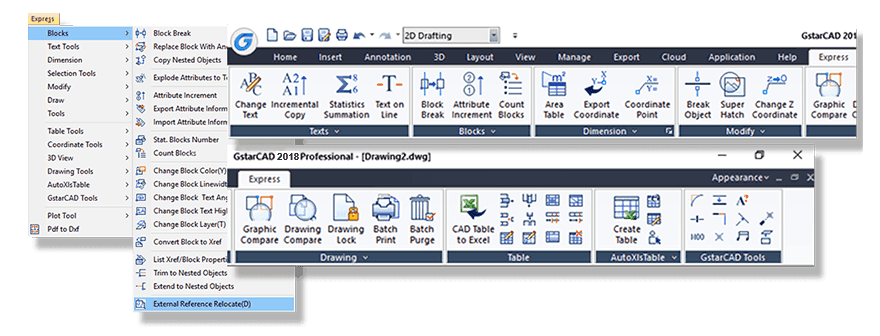 Express
Blocks
Text Tools
Dimension
Selection Tools
Modify
Draw
Tools
Table Tools
Coordinate Tools
3D View
Drawing Tools
AutoXlsTable
GstarCAD Tools
Plot Tool
Pdf to Dxf
Block Break
Replace Block With An
Copy Nested Objects
Explode Attributes to T
Attribute Increment
Export Attribute Inform
Import Attribute Inform
Stat. Blocks Number
Count Blocks
Change Block Color(Y)
Change Block Linewidt
Change Block Text Ang
Change Block Text Hig
Change Block Layer(T)
Convert Block to Xref
List Xref/Block Propert
Trim to Nested Objects
Extend to Nested Objects
External Reference Relocate(D)
2D Drafting
GstarCAD 201
Home Insert Annotation 3D Layout View Manage Export Cloud Application Help Express
Change Text
Incremental Copy
Statistics Summation
Text on Line
Block Break
Attribute Increment
Count Blocks
Area Table
Export Coordinate
Coordinate Point
Break Object
Super Hatch
Change Z Coordinate
Graphic Compare
Texts
Blocks
Dimension
Modify
GstarCAD 2018 Professional - [Drawing2.dwg]
Express
Appearance
Graphic Compare
Drawing Compare
Drawing Lock
Batch Print
Batch Purge
CAD Table to Excel
Create Table
Drawing
Table
AutoXlsTable
GstarCAD Tools